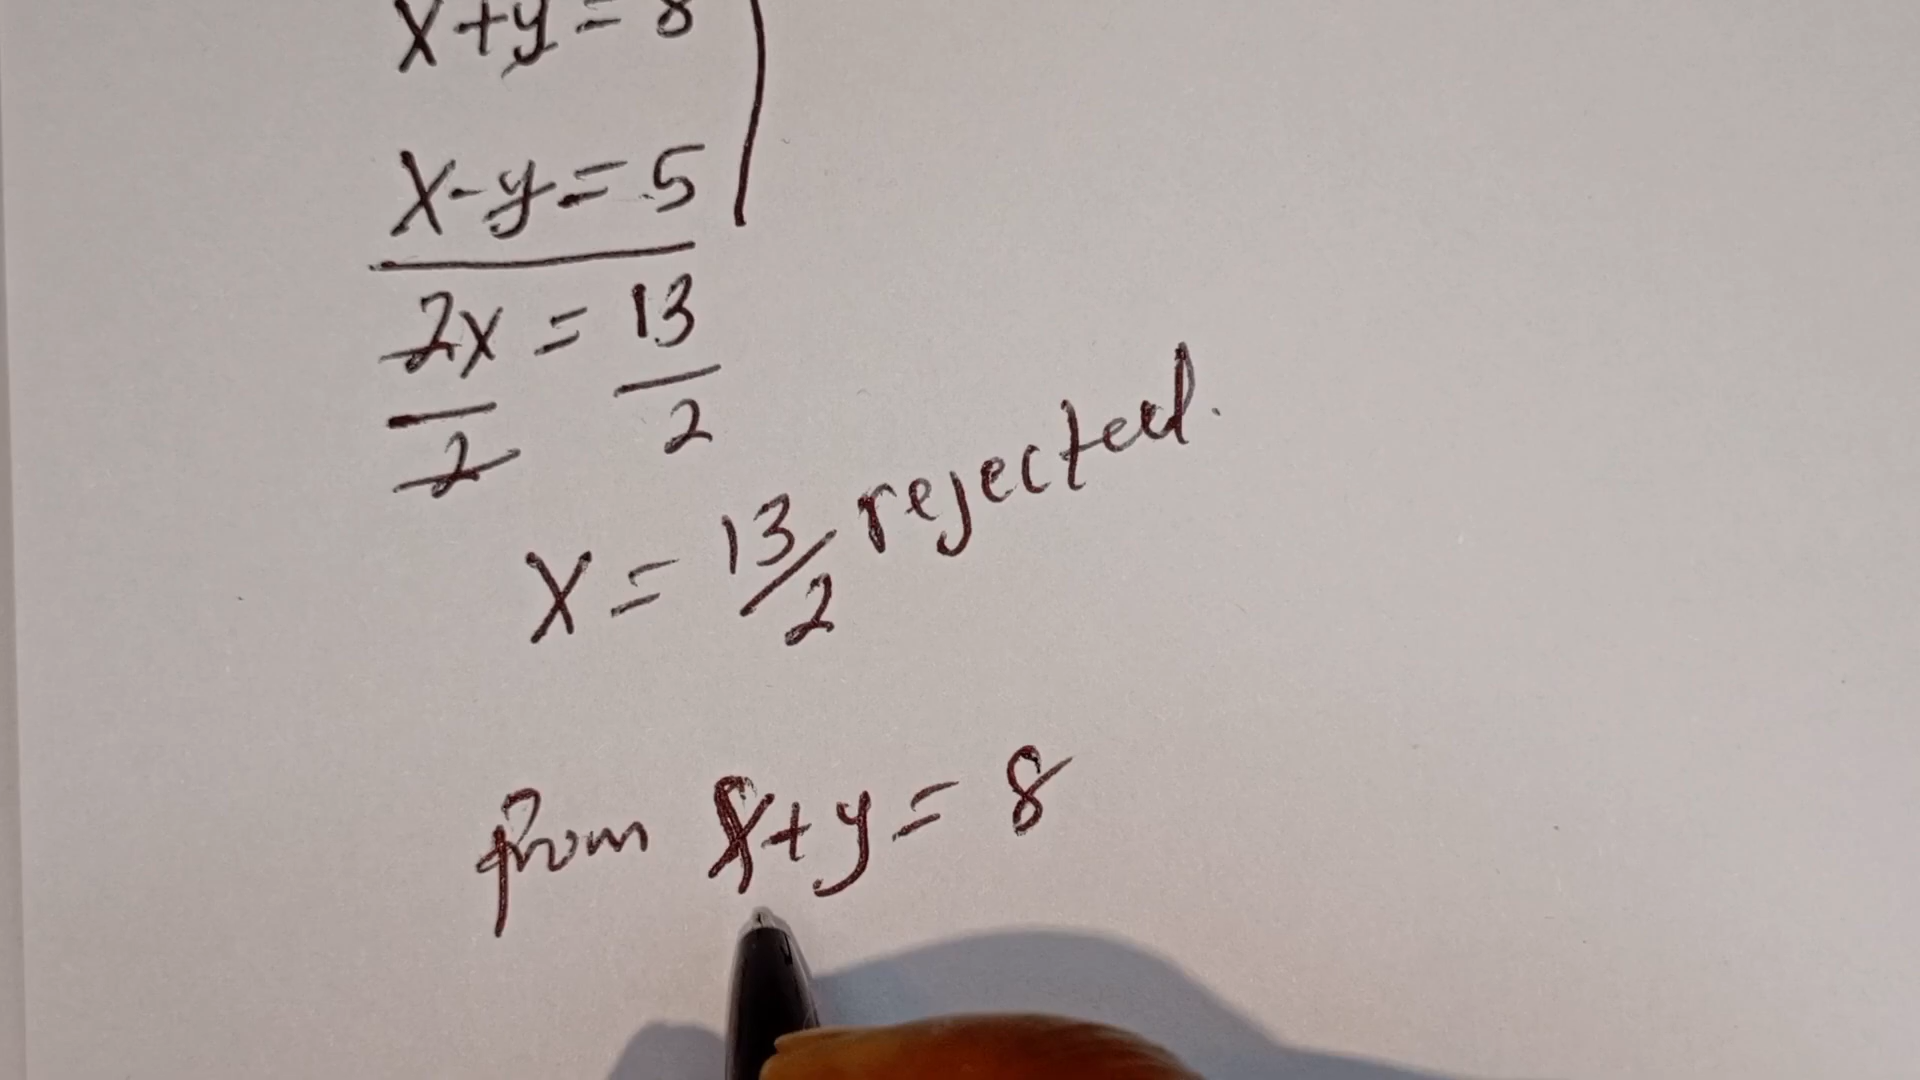 x+y=8
x-y=5
2x = 13
2 2
x = 13/2 rejected.
from x+y= 8